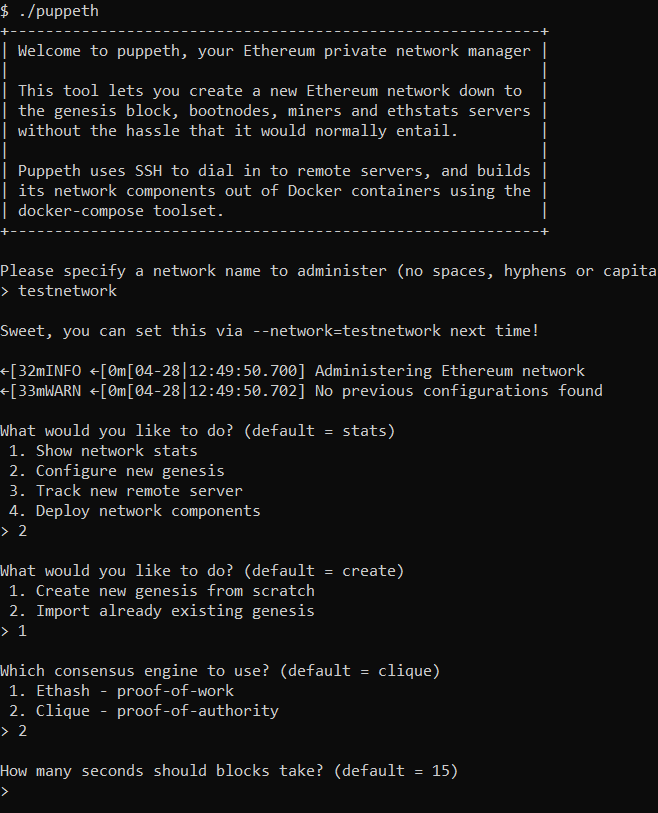 $ ./puppeth
+-----------------------------------------------------------+
| Welcome to puppeth, your Ethereum private network manager |
|                                                           |
| This tool lets you create a new Ethereum network down to  |
| the genesis block, bootnodes, miners and ethstats servers |
| without the hassle that it would normally entail.         |
|                                                           |
| Puppeth uses SSH to dial in to remote servers, and builds |
| its network components out of Docker containers using the |
| docker-compose toolset.                                   |
+-----------------------------------------------------------+
Please specify a network name to administer (no spaces, hyphens or capita
> testnetwork
Sweet, you can set this via --network=testnetwork next time!
←[32mINFO ←[0m[04-28|12:49:50.700] Administering Ethereum network
←[33mWARN ←[0m[04-28|12:49:50.702] No previous configurations found
What would you like to do? (default = stats)
 1. Show network stats
 2. Configure new genesis
 3. Track new remote server
 4. Deploy network components
> 2
What would you like to do? (default = create)
 1. Create new genesis from scratch
 2. Import already existing genesis
> 1
Which consensus engine to use? (default = clique)
 1. Ethash - proof-of-work
 2. Clique - proof-of-authority
> 2
How many seconds should blocks take? (default = 15)
>